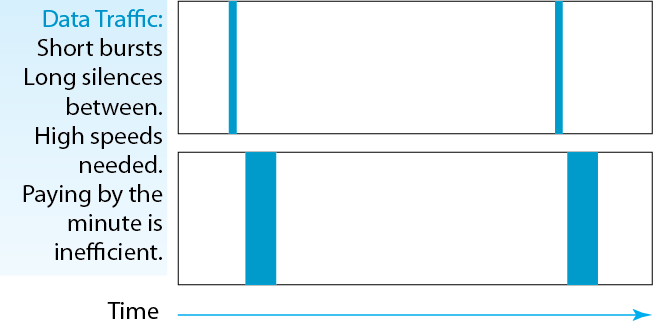 Data Traffic:
Short bursts
Long silences
between.
High speeds
needed.
Paying by the
minute is
inefficient.
Time